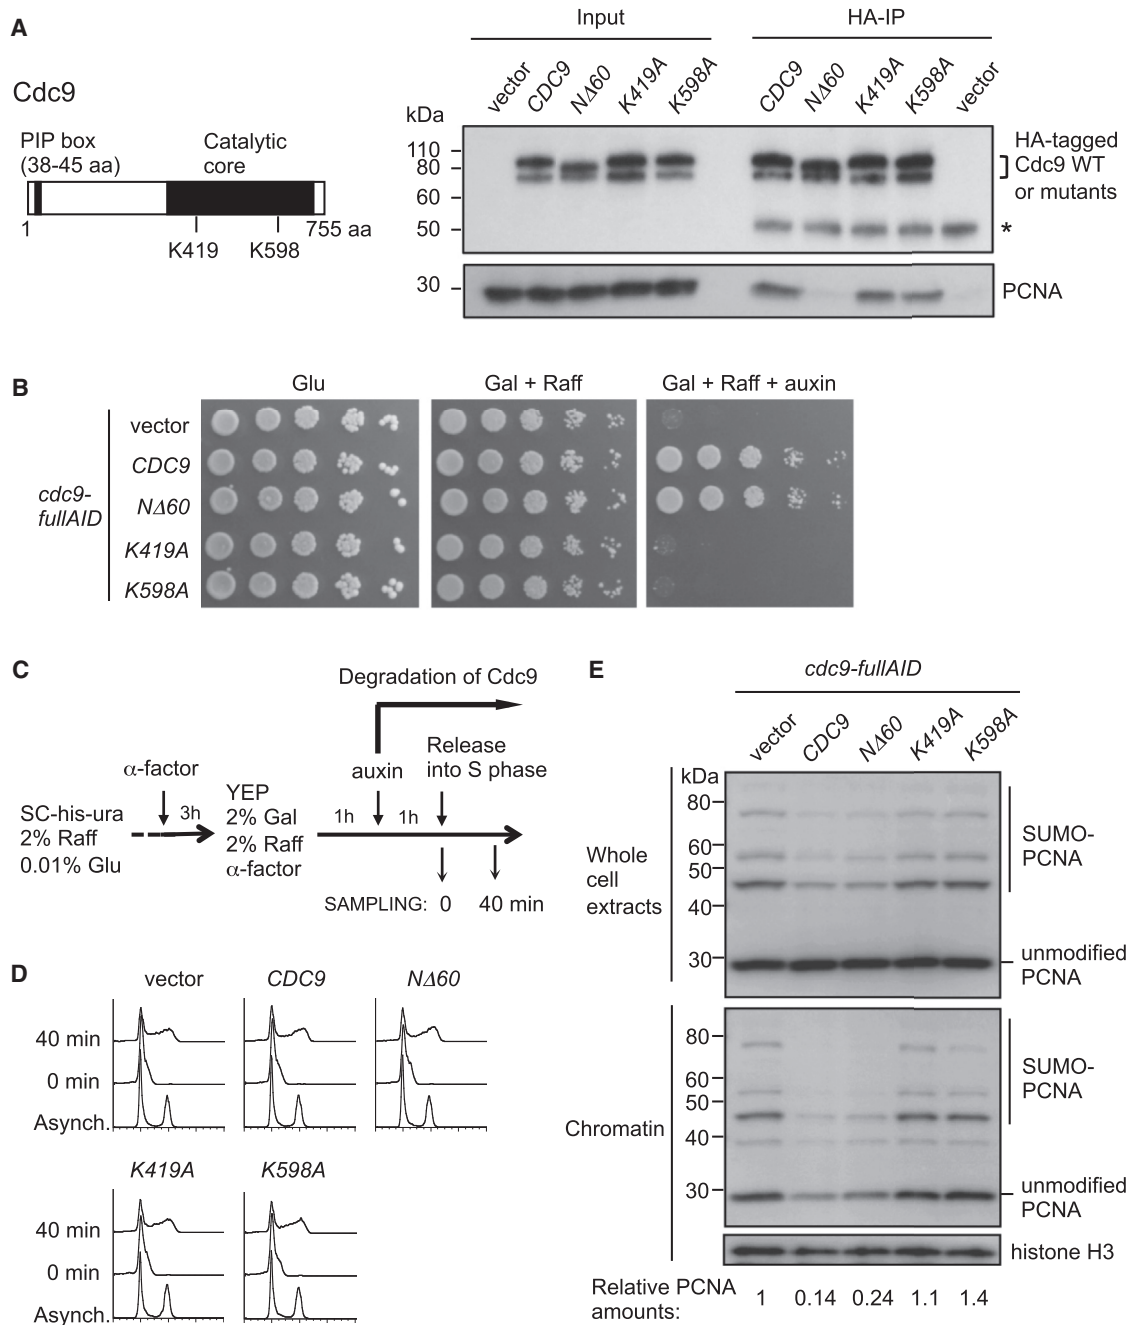 A
Cdc9
PIP box
(38-45 aa)
Catalytic
core
1
755 aa
K419
K598
Input
HA-IP
vector
CDC9
NΔ60
K419A
K598A
CDC9
NΔ60
K419A
K598A
vector
kDa
110
80
60
50
30
HA-tagged
Cdc9 WT
or mutants
*
PCNA
B
Glu
Gal + Raff
Gal + Raff + auxin
cdc9-
fullAID
vector
CDC9
NΔ60
K419A
K598A
C
Degradation of Cdc9
Release
into S phase
auxin
α-factor
3h
SC-his-ura
2% Raff
0.01% Glu
YEP
2% Gal
2% Raff
α-factor
1h
1h
SAMPLING: 0 40 min
D
vector
CDC9
NΔ60
40 min
0 min
Asynch.
K419A
K598A
40 min
0 min
Asynch.
E
cdc9-fullAID
vector
CDC9
NΔ60
K419A
K598A
kDa
80
60
50
40
30
Whole
cell
extracts
SUMO-
PCNA
unmodified
PCNA
80
60
50
40
30
Chromatin
SUMO-
PCNA
unmodified
PCNA
histone H3
Relative PCNA
amounts:
1 0.14 0.24 1.1 1.4